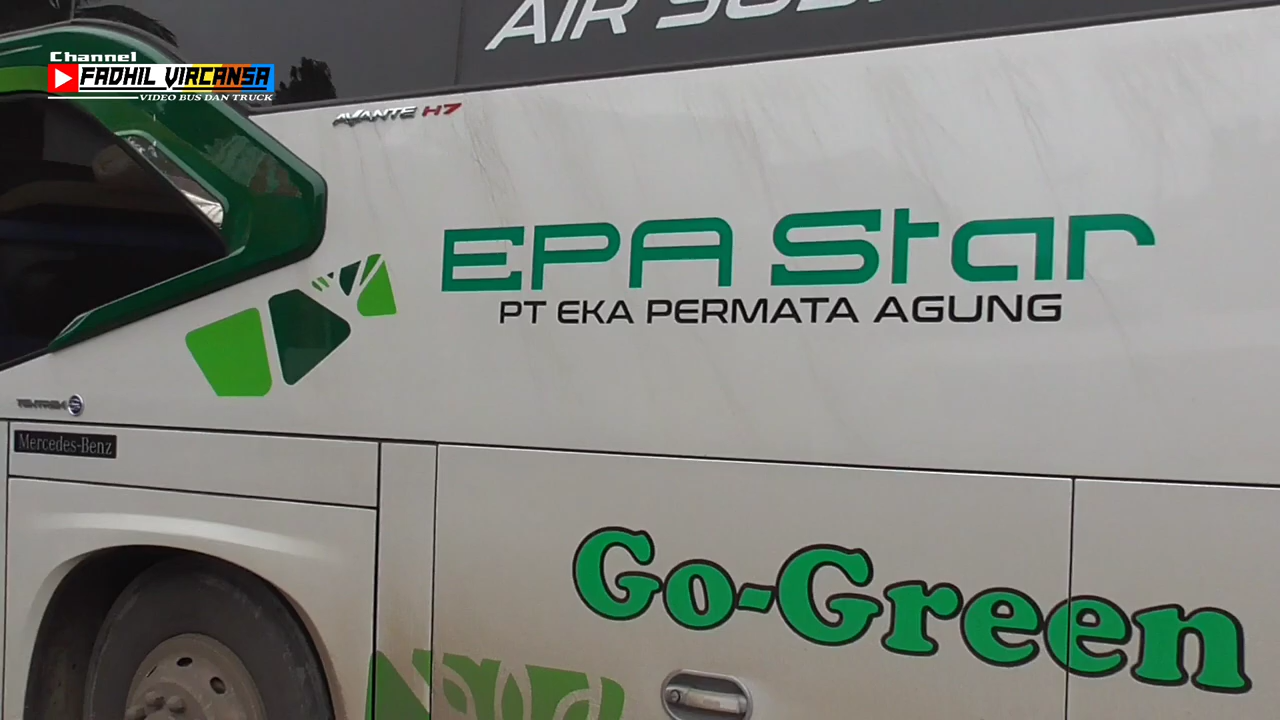 AIR SUS
Channel
FADHIL VIRCANSA
VIDEO BUS DAN TRUCK
AVANTE H7
EPA Star
PT EKA PERMATA AGUNG
TENTREM
Mercedes-Benz
Go-Green